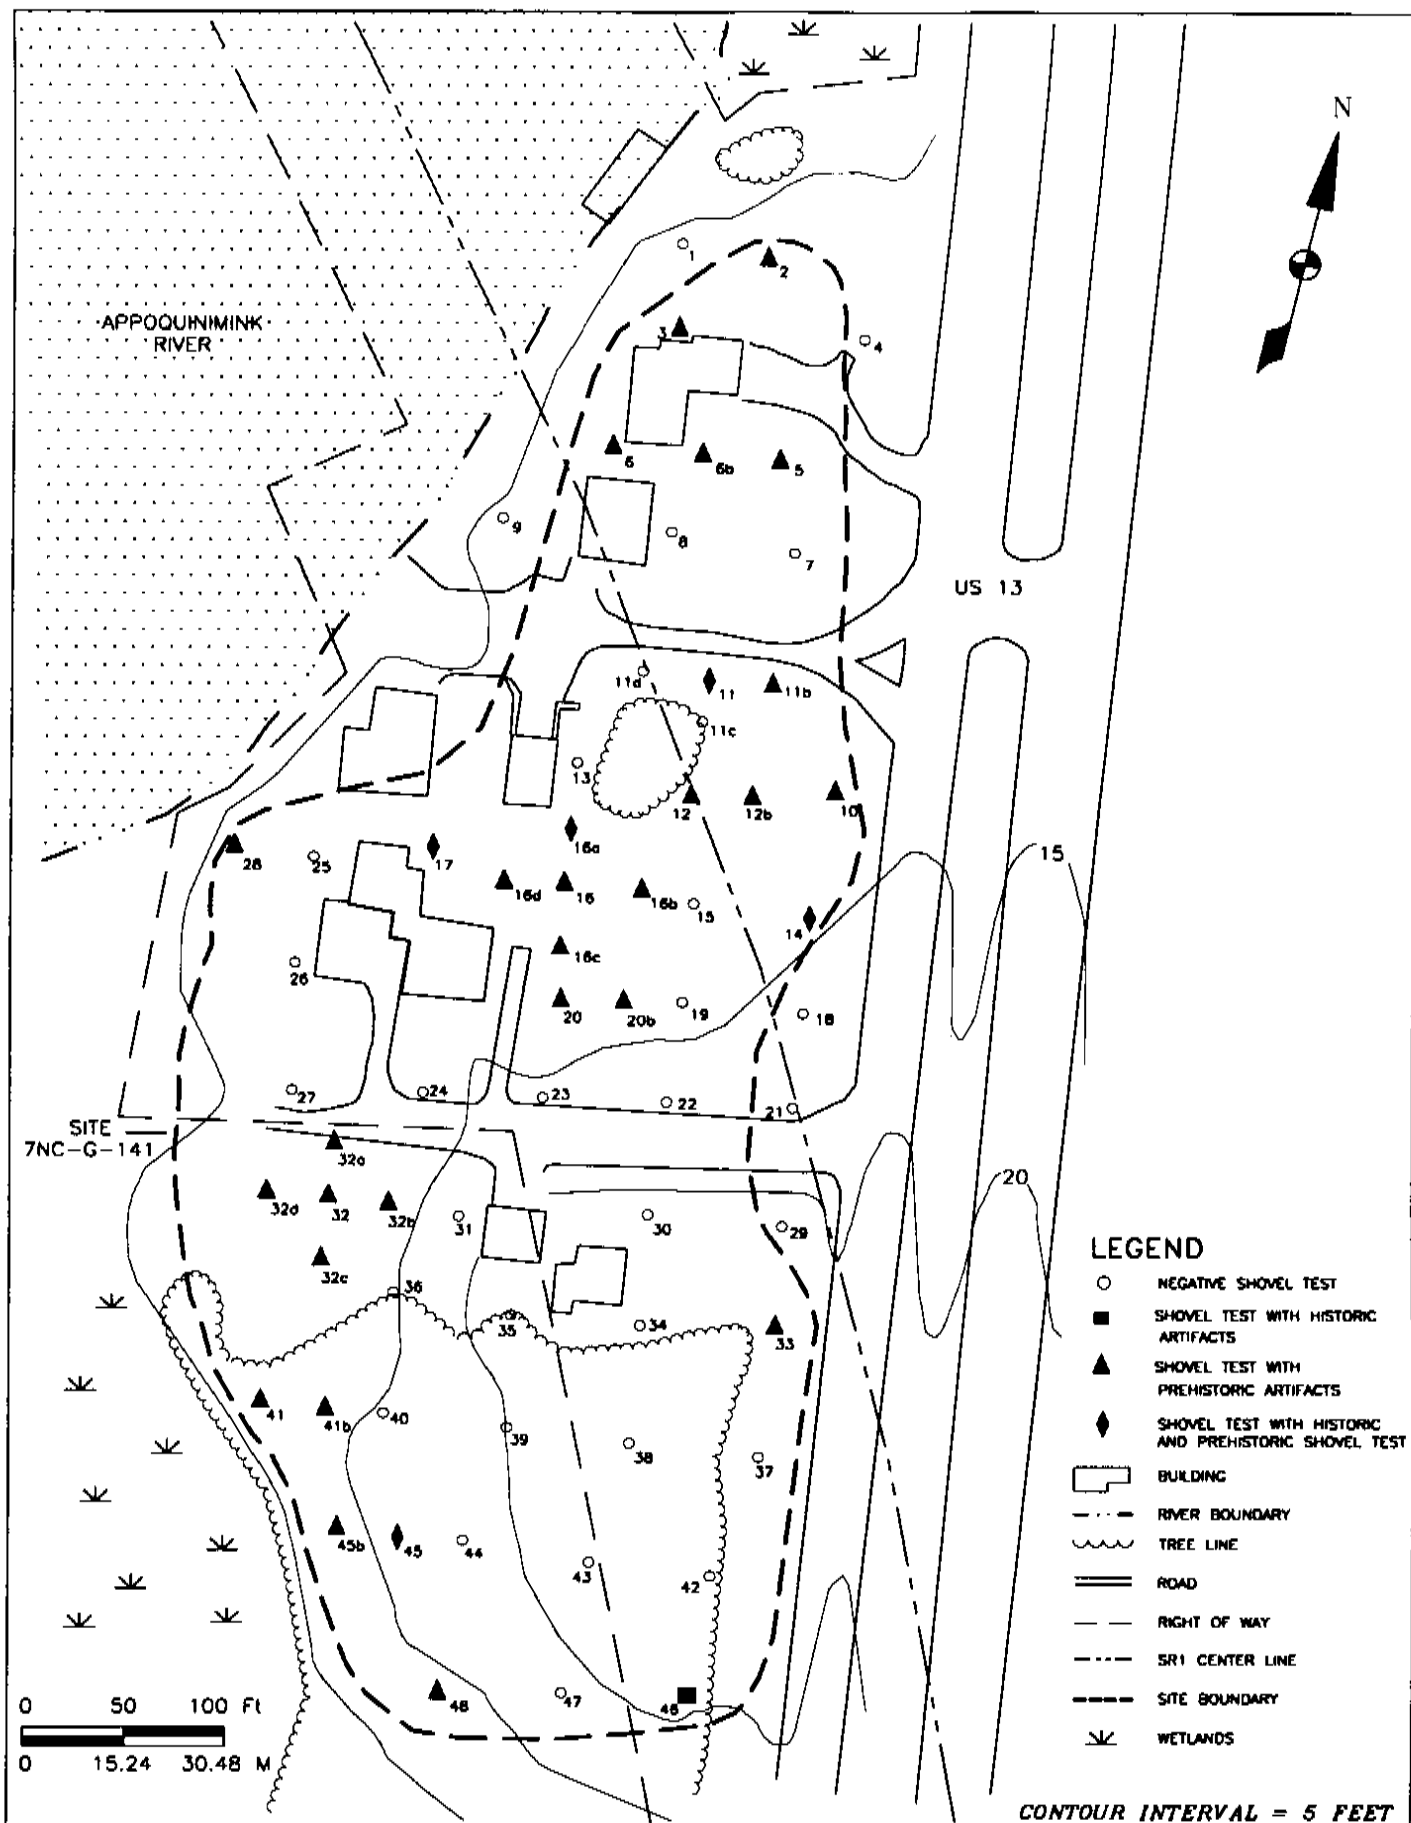 N
1
2
APPOQUINIMINK
RIVER
3
4
6
6b
5
9
8
7
US 13
11d
11
11b
11c
13
12
12b
10
28
25
17
16a
15
16d
16
16b
15
14
16c
26
20
20b
19
18
27
24
23
22
21
SITE
7NC-G-141
32a
20
32d
32
32b
31
30
29
32c
36
35
34
33
LEGEND
NEGATIVE SHOVEL TEST
SHOVEL TEST WITH HISTORIC
ARTIFACTS
SHOVEL TEST WITH
PREHISTORIC ARTIFACTS
SHOVEL TEST WITH HISTORIC
AND PREHISTORIC SHOVEL TEST
BUILDING
RIVER BOUNDARY
TREE LINE
ROAD
RIGHT OF WAY
SR1 CENTER LINE
SITE BOUNDARY
WETLANDS
41
41b
40
39
38
37
45b
45
44
43
42
47
0 50 100 Ft
0 15.24 30.48 M
CONTOUR INTERVAL = 5 FEET